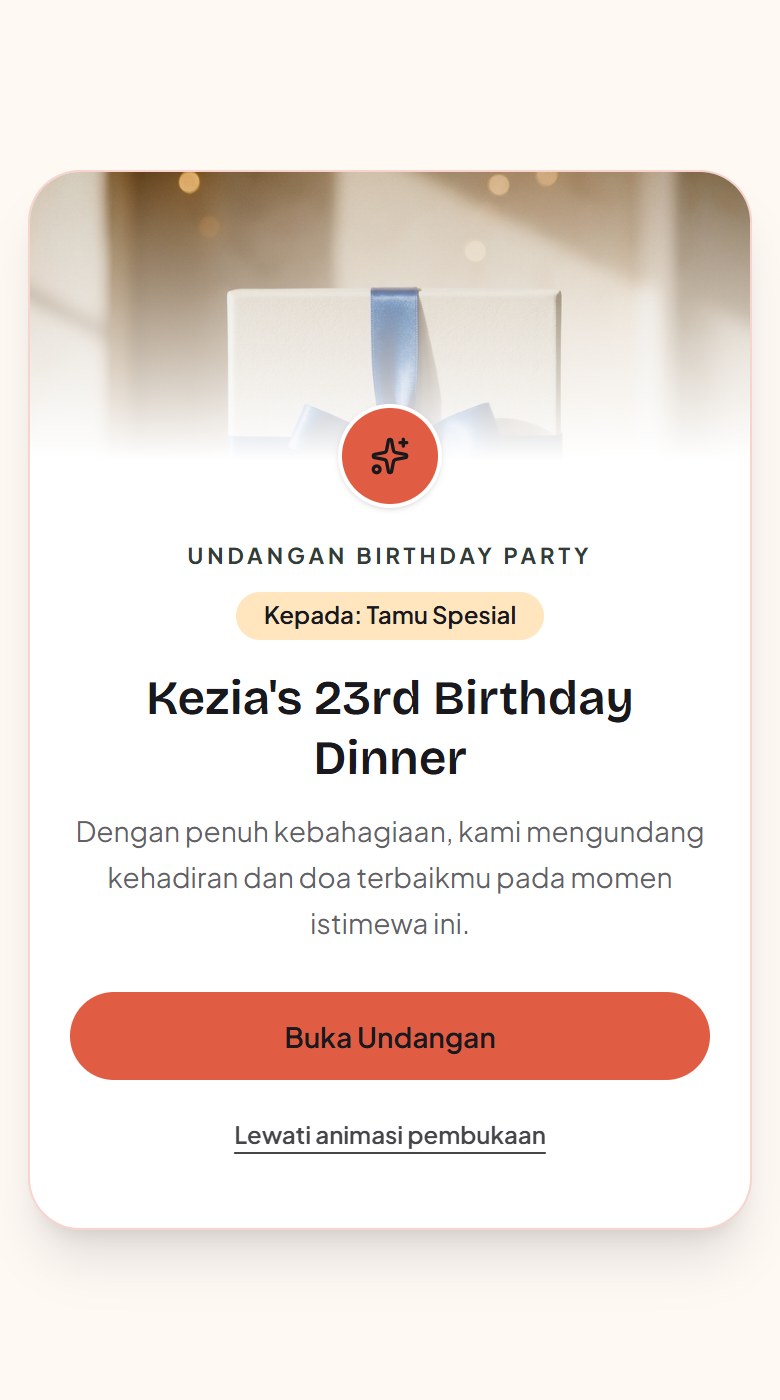 UNDANGAN BIRTHDAY PARTY
Kepada: Tamu Spesial
Kezia's 23rd Birthday
Dinner
Dengan penuh kebahagiaan, kami mengundang
kehadiran dan doa terbaikmu pada momen
istimewa ini.
Buka Undangan
Lewati animasi pembukaan